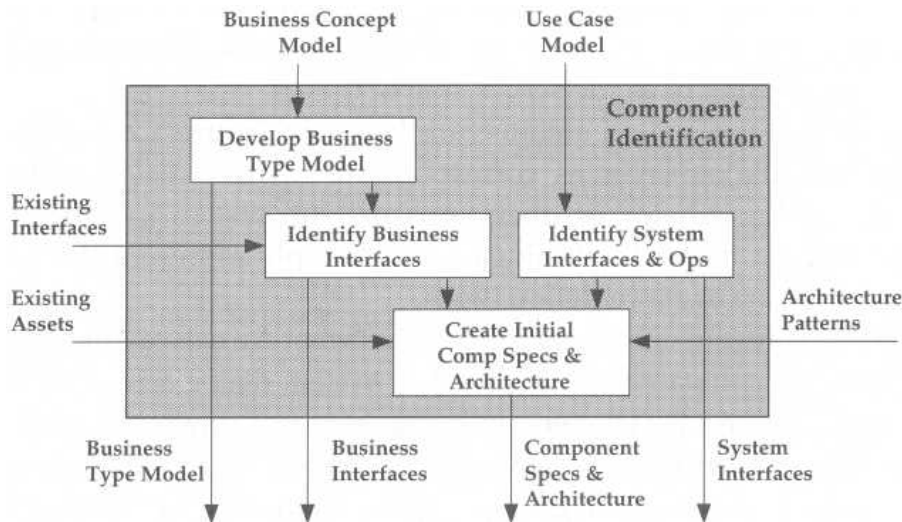 Business Concept
Model
Use Case
Model
Component
Identification
Develop Business
Type Model
Existing
Interfaces
Identify Business
Interfaces
Identify System
Interfaces & Ops
Existing
Assets
Create Initial
Comp Specs &
Architecture
Architecture
Patterns
Business
Type Model
Business
Interfaces
Component
Specs &
Architecture
System
Interfaces